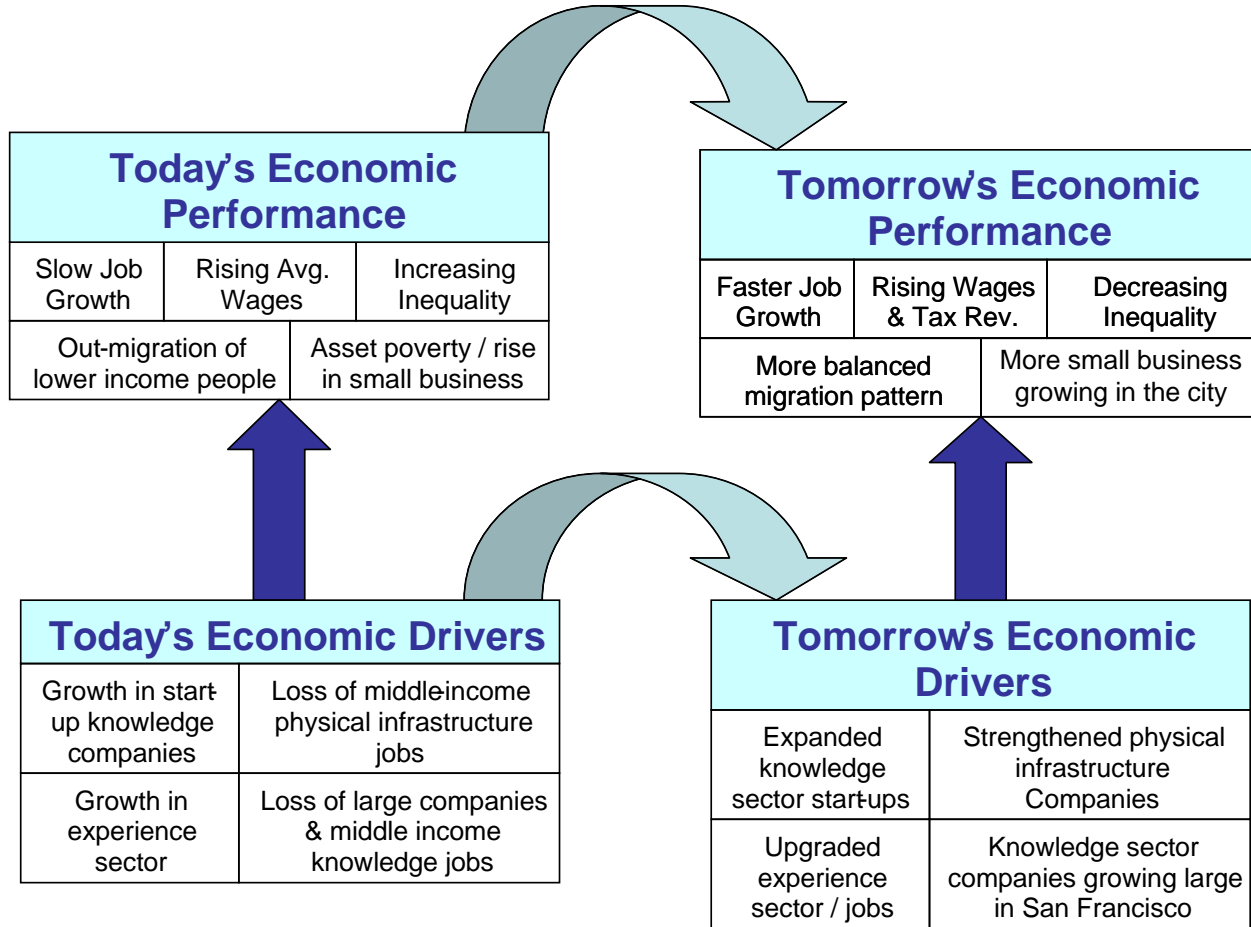 Today's Economic
Performance
Slow Job
Growth
Rising Avg.
Wages
Increasing
Inequality
Out-migration of
lower income people
Asset poverty / rise
in small business
Tomorrow's Economic
Performance
Faster Job
Growth
Rising Wages
& Tax Rev.
Decreasing
Inequality
More balanced
migration pattern
More small business
growing in the city
Today's Economic Drivers
Growth in start-
up knowledge
companies
Loss of middle-income
physical infrastructure
jobs
Growth in
experience
sector
Loss of large companies
& middle income
knowledge jobs
Tomorrow's Economic
Drivers
Expanded
knowledge
sector start-ups
Strengthened physical
infrastructure
Companies
Upgraded
experience
sector / jobs
Knowledge sector
companies growing large
in San Francisco